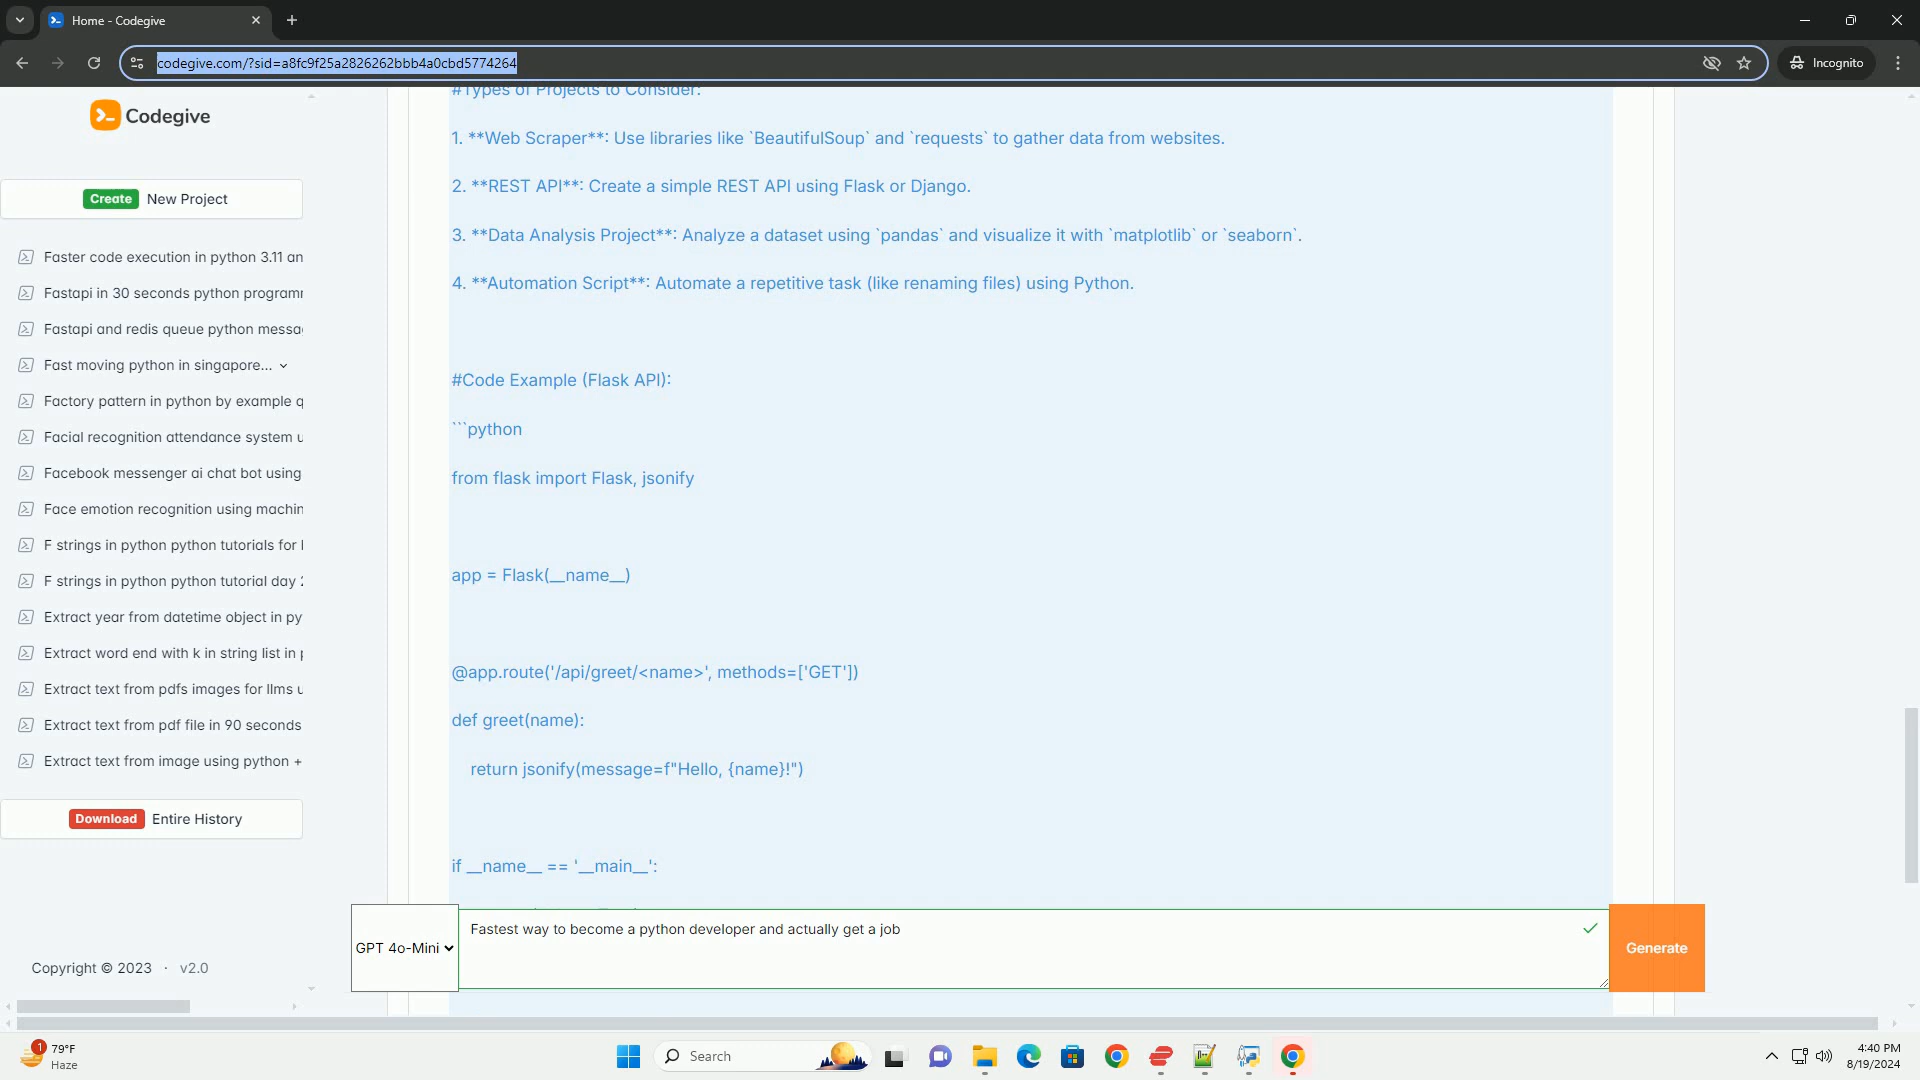 Home - Codegive
codegive.com/?sid=a8fc9f25a2826262bbb4a0cbd5774264
Incognito
Codegive
Create New Project
Faster code execution in python 3.11 an
Fastapi in 30 seconds python program
Fastapi and redis queue python messa
Fast moving python in singapore...
Factory pattern in python by example q
Facial recognition attendance system u
Facebook messenger ai chat bot using
Face emotion recognition using machin
F strings in python python tutorials for
F strings in python python tutorial day 2
Extract year from datetime object in py
Extract word end with k in string list in p
Extract text from pdfs images for llms u
Extract text from pdf file in 90 seconds
Extract text from image using python +
Download Entire History
Copyright © 2023 · v2.0
#Types of Projects to Consider:
1. **Web Scraper**: Use libraries like `BeautifulSoup` and `requests` to gather data from websites.
2. **REST API**: Create a simple REST API using Flask or Django.
3. **Data Analysis Project**: Analyze a dataset using `pandas` and visualize it with `matplotlib` or `seaborn`.
4. **Automation Script**: Automate a repetitive task (like renaming files) using Python.
#Code Example (Flask API):
```python
from flask import Flask, jsonify
app = Flask(__name__)
@app.route('/api/greet/<name>', methods=['GET'])
def greet(name):
return jsonify(message=f"Hello, {name}!")
if __name__ == '__main__':
GPT 4o-Mini
Fastest way to become a python developer and actually get a job
Generate
1
79°F
Haze
Search
4:40 PM
8/19/2024